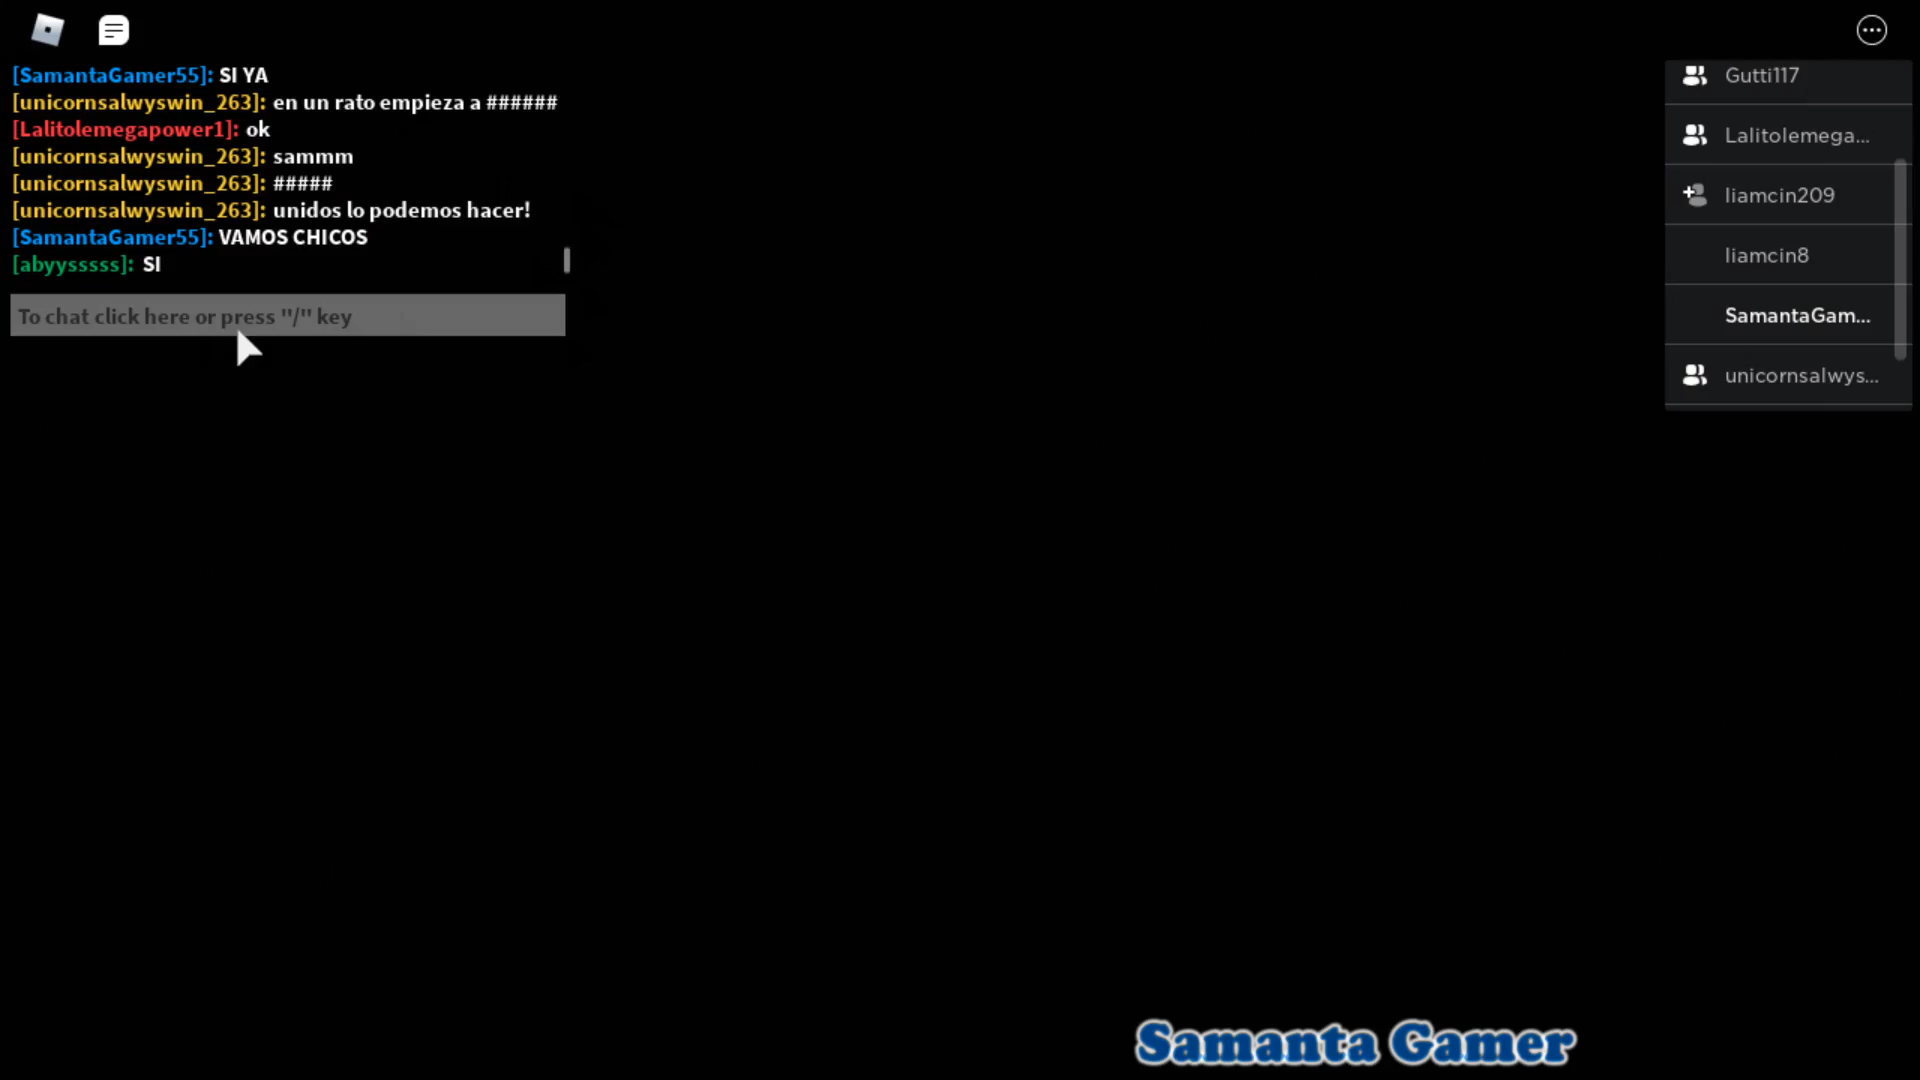 [SamantaGamer55]: SI YA
[unicornsalwyswin_263]: en un rato empieza a ######
[Lalitolemegapower1]: ok
[unicornsalwyswin_263]: sammm
[unicornsalwyswin_263]: #####
[unicornsalwyswin_263]: unidos lo podemos hacer!
[SamantaGamer55]: VAMOS CHICOS
[abyysssss]: SI
To chat click here or press "/" key
Gutti117
Lalitolemega...
liamcin209
liamcin8
SamantaGam...
unicornsalwys...
Samanta Gamer